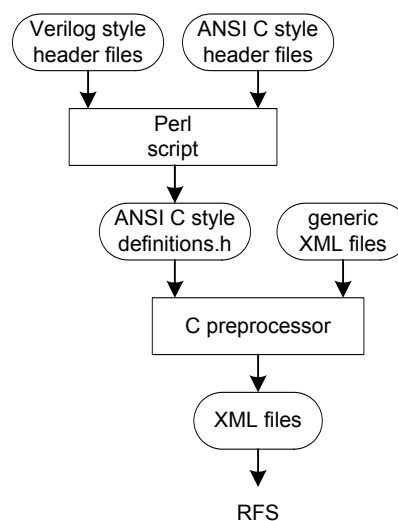 Verilog style
header files
ANSI C style
header files
Perl
script
ANSI C style
definitions.h
generic
XML files
C preprocessor
XML files
RFS